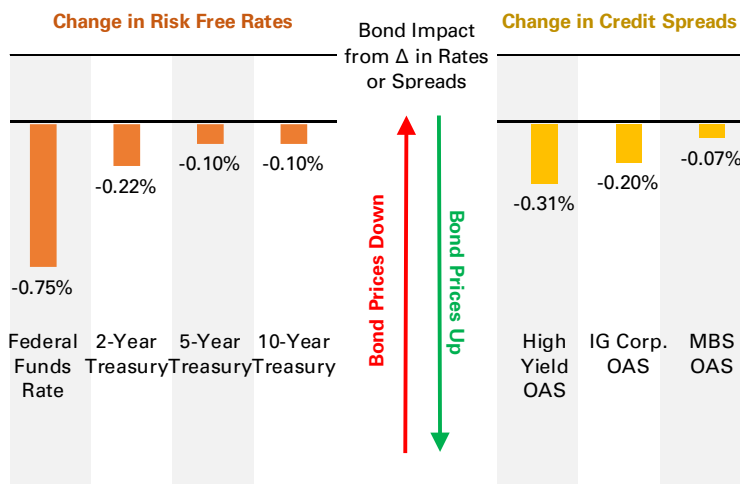 Change in Risk Free Rates
Bond Impact
from Δ in Rates
or Spreads
Change in Credit Spreads
-0.75%
-0.22%
-0.10%
-0.10%
Bond Prices Down
Bond Prices Up
-0.31%
-0.20%
-0.07%
Federal
Funds
Rate
2-Year
Treasury
5-Year
Treasury
10-Year
Treasury
High
Yield
OAS
IG Corp.
OAS
MBS
OAS